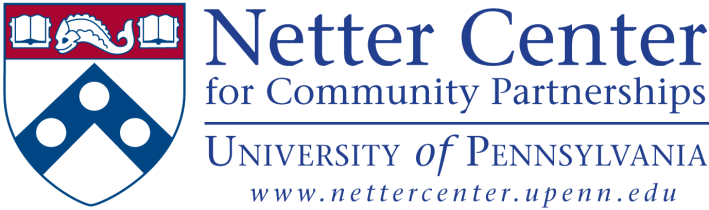 Netter Center
for Community Partnerships
UNIVERSITY of PENNSYLVANIA
www.nettercenter.upenn.edu